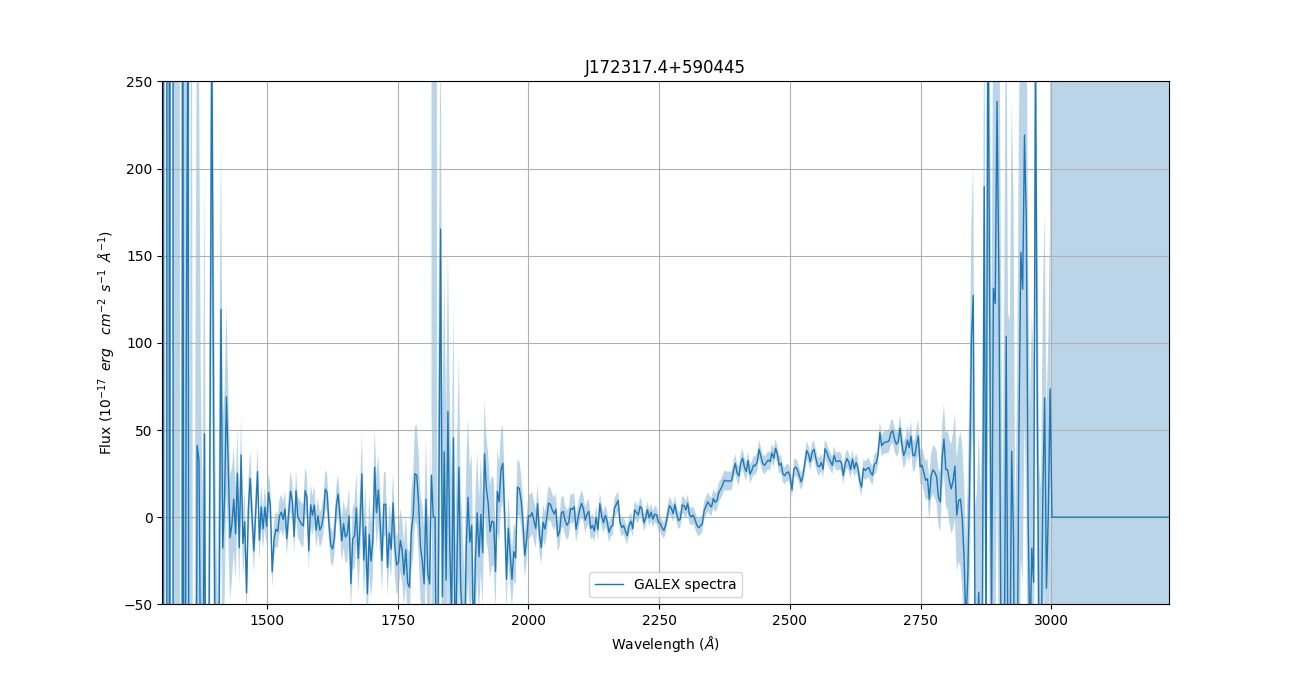 J172317.4+590445
250
200
150
100
50
0
−50
Flux (10⁻¹⁷ erg cm⁻² s⁻¹ Å⁻¹)
1500 1750 2000 2250 2500 2750 3000
Wavelength (Å)
GALEX spectra